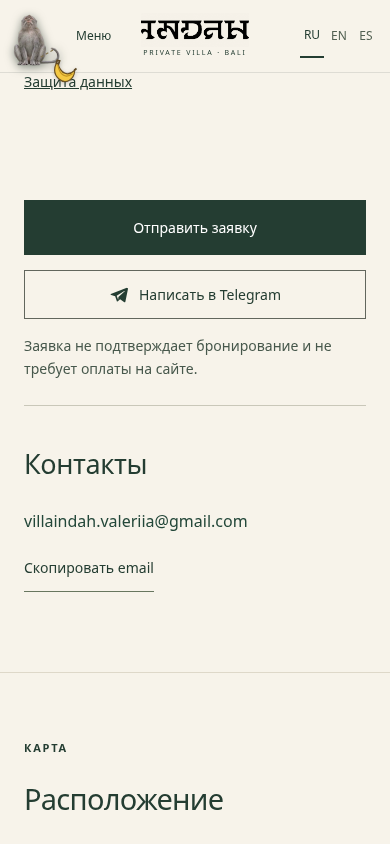 Меню
INDAH
PRIVATE VILLA · BALI
RU EN ES
Защита данных
Отправить заявку
Написать в Telegram
Заявка не подтверждает бронирование и не
требует оплаты на сайте.
Контакты
villaindah.valeriia@gmail.com
Скопировать email
КАРТА
Расположение